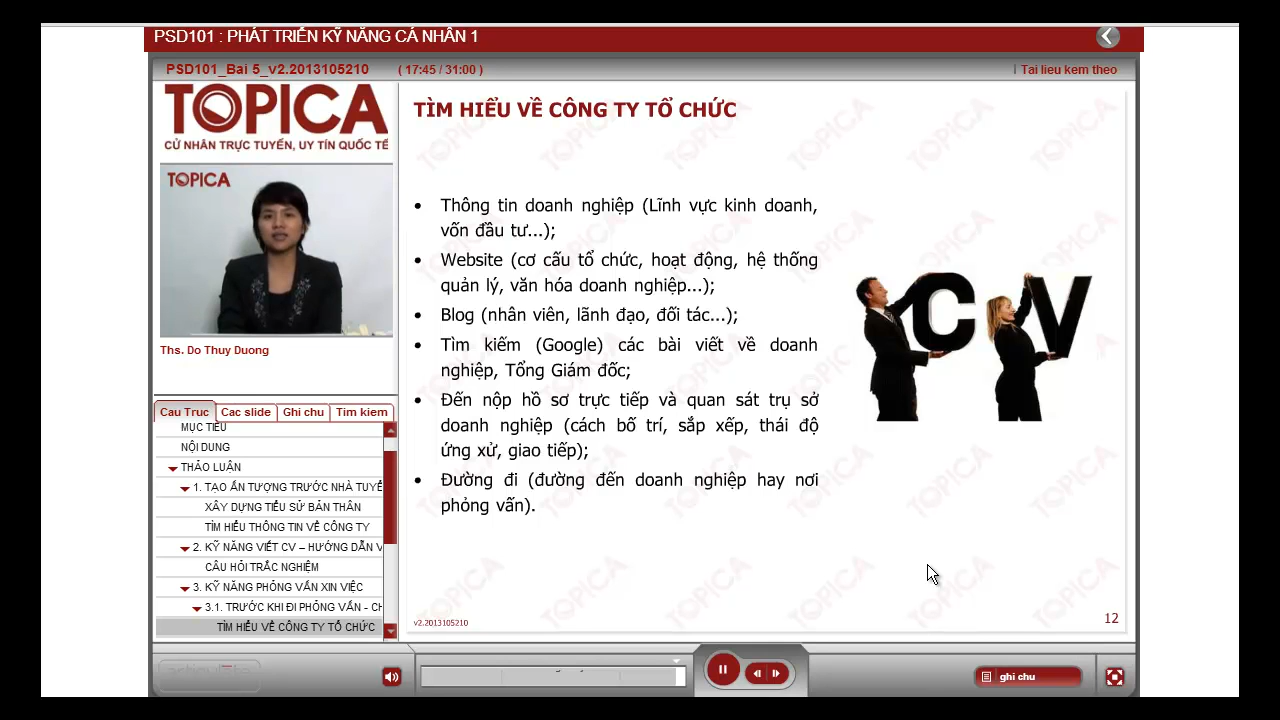 PSD101 : PHÁT TRIỂN KỸ NĂNG CÁ NHÂN 1
PSD101_Bai 5_v2.2013105210
( 17:45 / 31:00 )
Tai lieu kem theo
TOPICA
CỬ NHÂN TRỰC TUYẾN, UY TÍN QUỐC TẾ
TOPICA
Ths. Do Thuy Duong
Cau Truc
Cac slide
Ghi chu
Tim kiem
MỤC TIÊU
NỘI DUNG
THẢO LUẬN
1. TẠO ẤN TƯỢNG TRƯỚC NHÀ TUYỂ
XÂY DỰNG TIỂU SỬ BẢN THÂN
TÌM HIỂU THÔNG TIN VỀ CÔNG TY
2. KỸ NĂNG VIẾT CV – HƯỚNG DẪN V
CÂU HỎI TRẮC NGHIỆM
3. KỸ NĂNG PHỎNG VẤN XIN VIỆC
3.1. TRƯỚC KHI ĐI PHỎNG VẤN - CH
TÌM HIỂU VỀ CÔNG TY TỔ CHỨC
TÌM HIỂU VỀ CÔNG TY TỔ CHỨC
• Thông tin doanh nghiệp (Lĩnh vực kinh doanh,
vốn đầu tư...);
• Website (cơ cấu tổ chức, hoạt động, hệ thống
quản lý, văn hóa doanh nghiệp...);
• Blog (nhân viên, lãnh đạo, đối tác...);
• Tìm kiếm (Google) các bài viết về doanh
nghiệp, Tổng Giám đốc;
• Đến nộp hồ sơ trực tiếp và quan sát trụ sở
doanh nghiệp (cách bố trí, sắp xếp, thái độ
ứng xử, giao tiếp);
• Đường đi (đường đến doanh nghiệp hay nơi
phỏng vấn).
CV
v2.2013105210
12
ghi chu